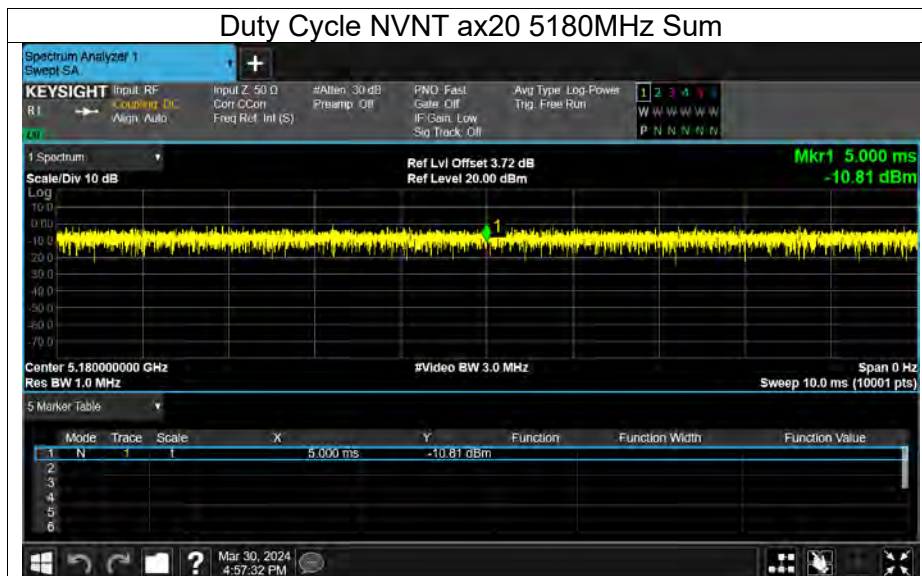 Duty Cycle NVNT ax20 5180MHz Sum
Spectrum Analyzer 1
Swept SA
+
KEYSIGHT Input: RF Input Z: 50 Ω #Atten: 30 dB PNO: Fast Avg Type: Log-Power 1 2 3 4 5 6
R L Coupling: DC Corr CCorr Preamp: Off Gate: Off Trig: Free Run W W W W W W
Align: Auto Freq Ref: Int (S) IF Gain: Low P N N N N N
Sig Track: Off
1 Spectrum Ref Lvl Offset 3.72 dB Mkr1 5.000 ms
Scale/Div 10 dB Ref Level 20.00 dBm -10.81 dBm
Log
10.0
0.00
1
-10.0
-20.0
-30.0
-40.0
-50.0
-60.0
-70.0
Center 5.180000000 GHz #Video BW 3.0 MHz Span 0 Hz
Res BW 1.0 MHz Sweep 10.0 ms (10001 pts)
5 Marker Table
Mode Trace Scale X Y Function Function Width Function Value
1 N 1 t 5.000 ms -10.81 dBm
2
3
4
5
6
? Mar 30, 2024
4:57:32 PM